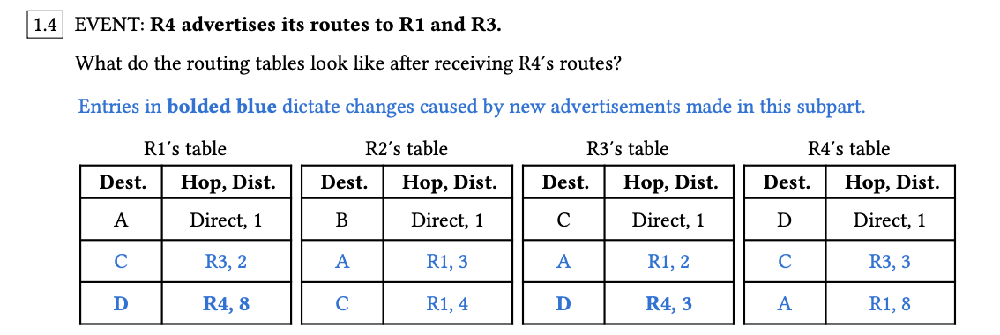 1.4 EVENT: R4 advertises its routes to R1 and R3.
What do the routing tables look like after receiving R4′s routes?
Entries in bolded blue dictate changes caused by new advertisements made in this subpart.
R1′s table R2′s table R3′s table R4′s table
Dest. Hop, Dist. Dest. Hop, Dist. Dest. Hop, Dist. Dest. Hop, Dist.
A Direct, 1 B Direct, 1 C Direct, 1 D Direct, 1
C R3, 2 A R1, 3 A R1, 2 C R3, 3
D R4, 8 C R1, 4 D R4, 3 A R1, 8